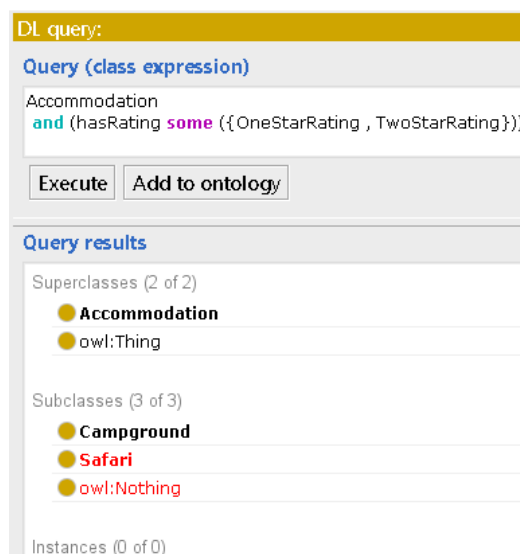 DL query:
Query (class expression)
Accommodation
and (hasRating some ({OneStarRating , TwoStarRating}))
Execute Add to ontology
Query results
Superclasses (2 of 2)
Accommodation
owl:Thing
Subclasses (3 of 3)
Campground
Safari
owl:Nothing
Instances (0 of 0)